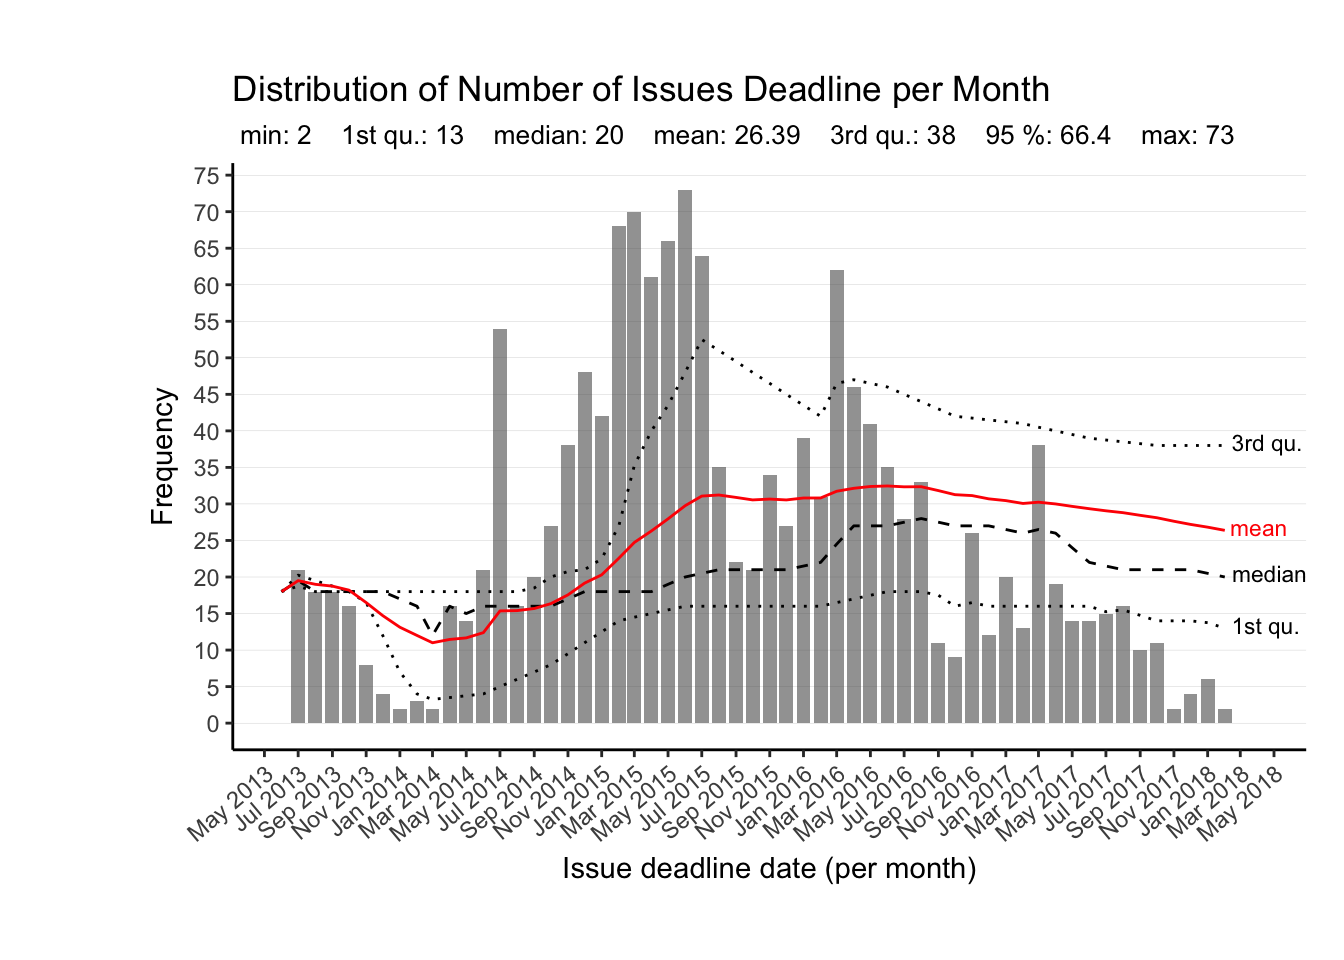 Distribution of Number of Issues Deadline per Month
min: 2 1st qu.: 13 median: 20 mean: 26.39 3rd qu.: 38 95 %: 66.4 max: 73
75
70
65
60
55
50
45
40
35
30
25
20
15
10
5
0
Frequency
3rd qu.
mean
median
1st qu.
May 2013
Jul 2013
Sep 2013
Nov 2013
Jan 2014
Mar 2014
May 2014
Jul 2014
Sep 2014
Nov 2014
Jan 2015
Mar 2015
May 2015
Jul 2015
Sep 2015
Nov 2015
Jan 2016
Mar 2016
May 2016
Jul 2016
Sep 2016
Nov 2016
Jan 2017
Mar 2017
May 2017
Jul 2017
Sep 2017
Nov 2017
Jan 2018
Mar 2018
May 2018
Issue deadline date (per month)